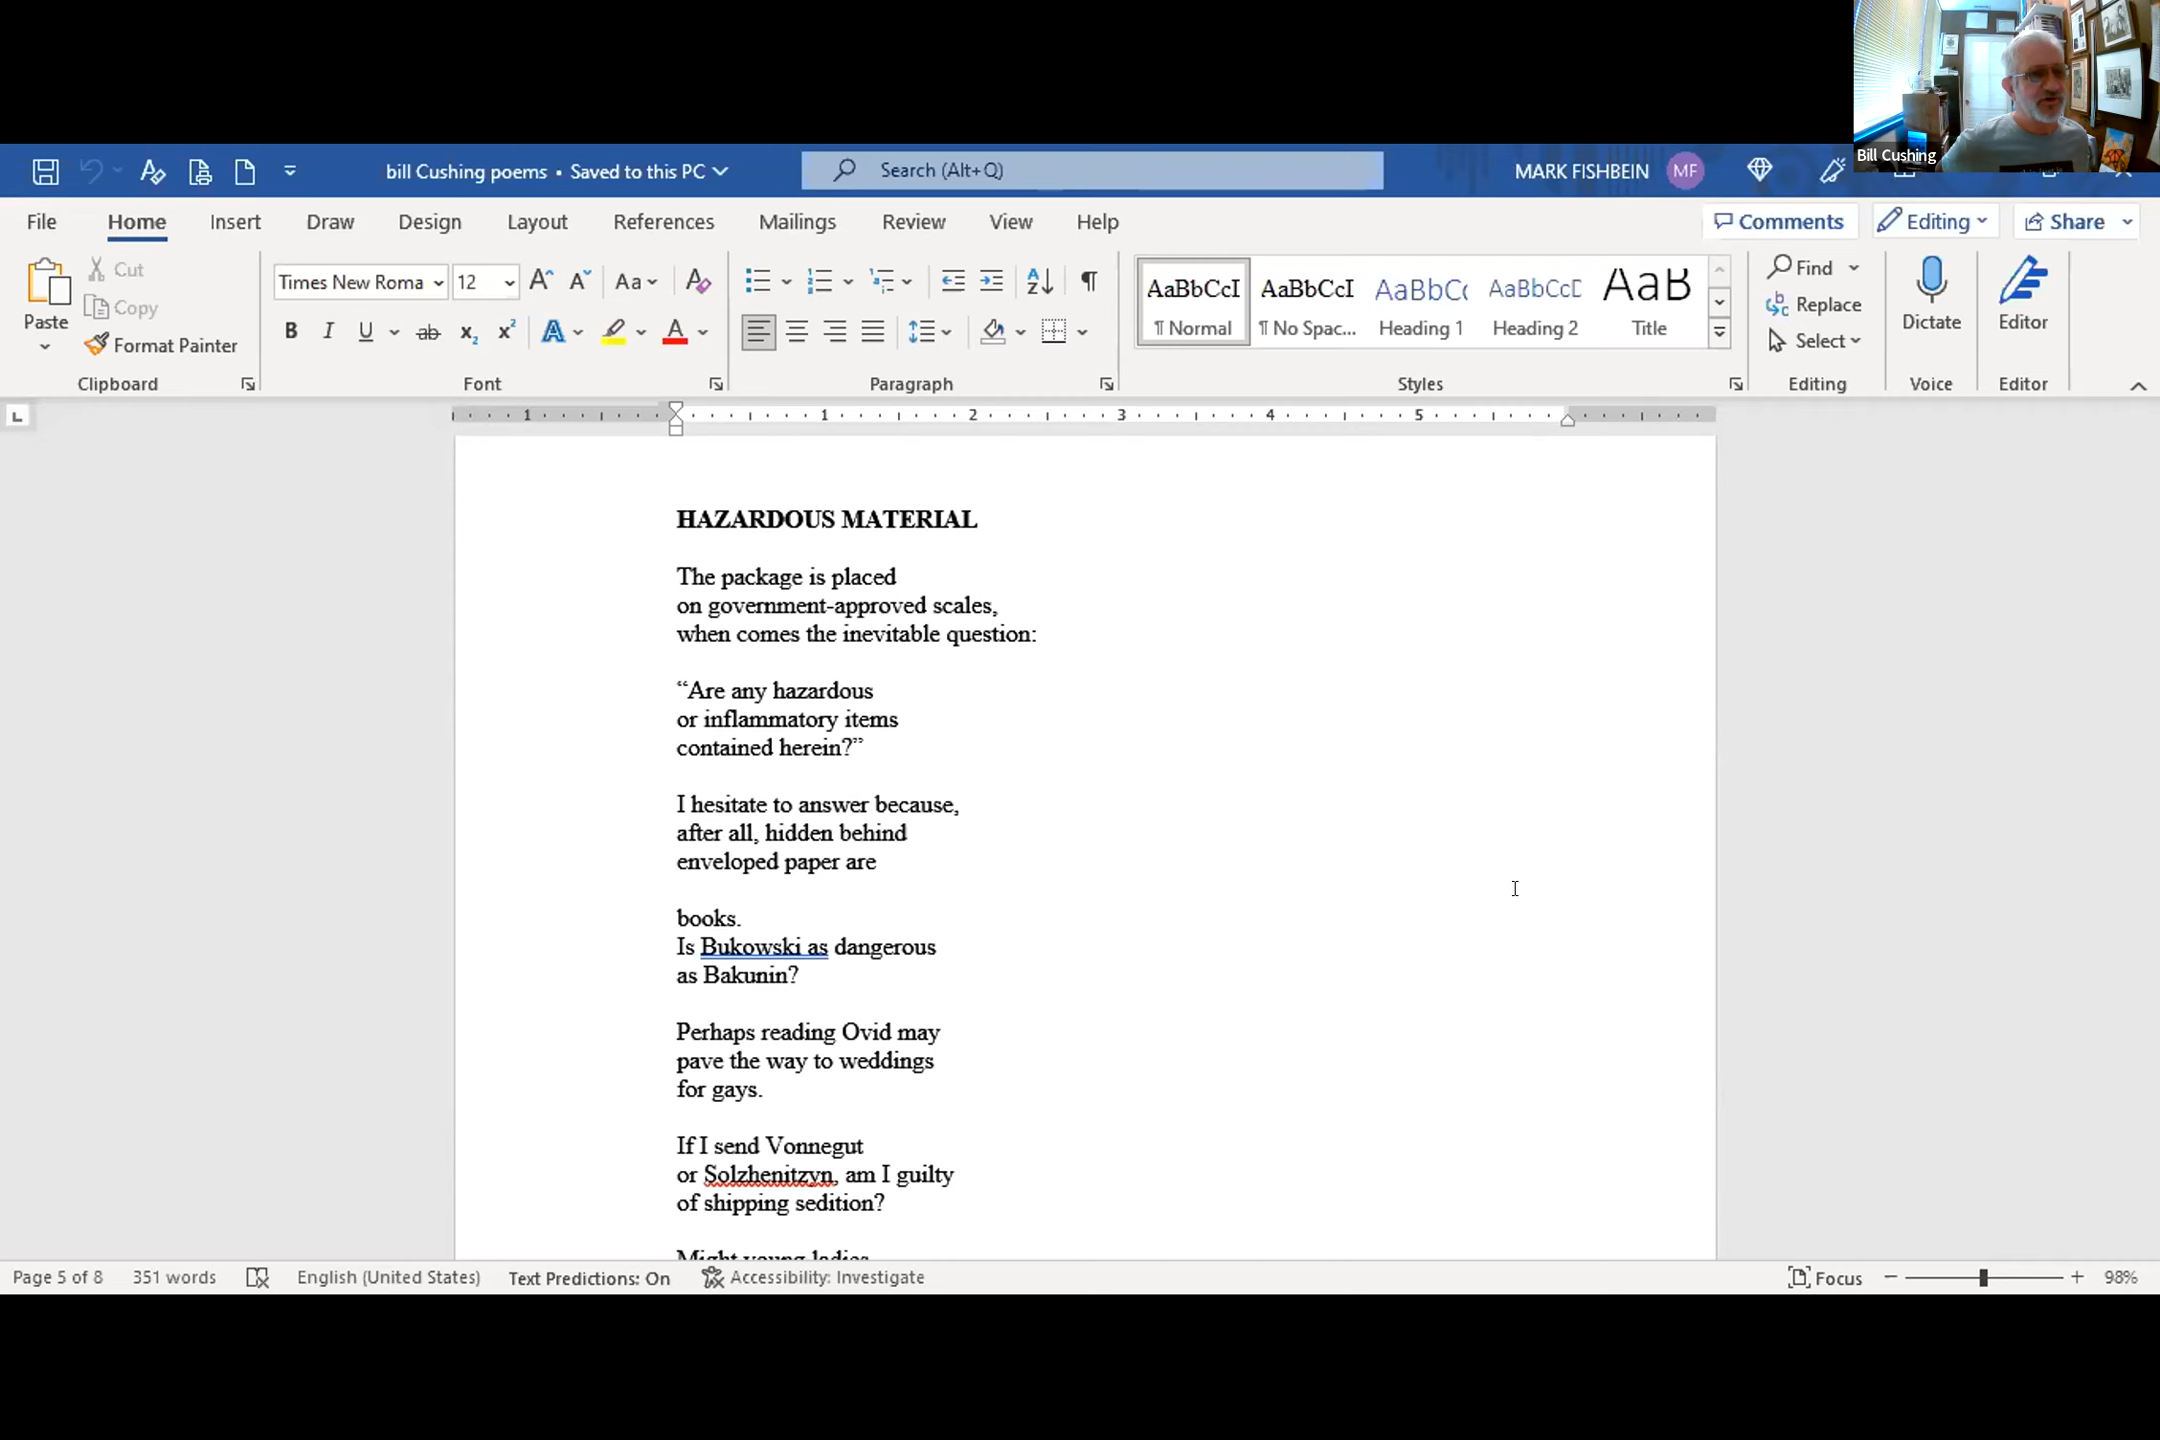 Bill Cushing
bill Cushing poems • Saved to this PC
Search (Alt+Q)
MARK FISHBEIN
MF
File
Home
Insert
Draw
Design
Layout
References
Mailings
Review
View
Help
Comments
Editing
Share
Paste
Cut
Copy
Format Painter
Clipboard
Times New Roma
12
Font
Paragraph
AaBbCcI
¶ Normal
AaBbCcI
¶ No Spac...
AaBbC
Heading 1
AaBbCcD
Heading 2
AaB
Title
Styles
Find
Replace
Select
Editing
Dictate
Voice
Editor
Editor
1 1 2 3 4 5
HAZARDOUS MATERIAL
The package is placed
on government-approved scales,
when comes the inevitable question:
“Are any hazardous
or inflammatory items
contained herein?”
I hesitate to answer because,
after all, hidden behind
enveloped paper are
books.
Is Bukowski as dangerous
as Bakunin?
Perhaps reading Ovid may
pave the way to weddings
for gays.
If I send Vonnegut
or Solzhenitzyn, am I guilty
of shipping sedition?
Might young ladies
Page 5 of 8
351 words
English (United States)
Text Predictions: On
Accessibility: Investigate
Focus
98%